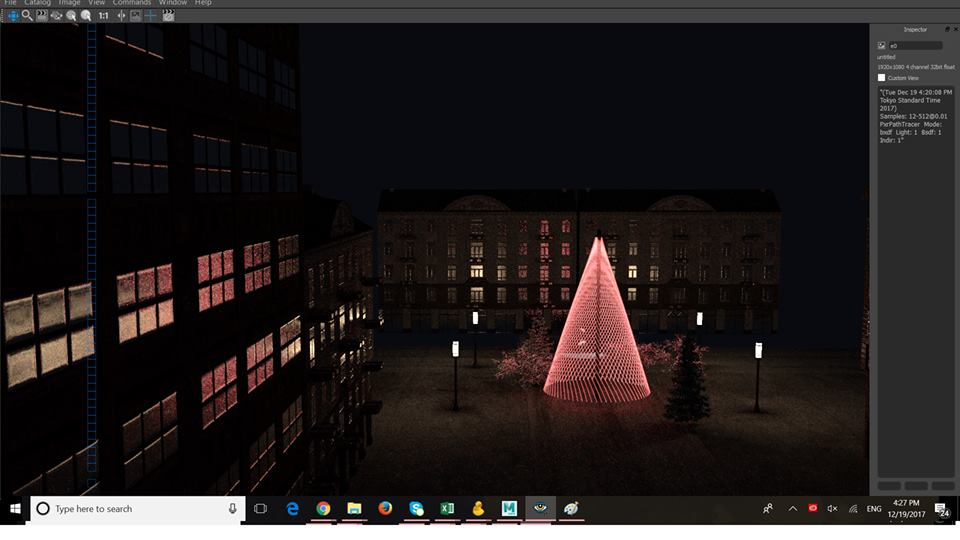 File Catalog Image View Commands Window Help
1:1
Inspector
e0
untitled
1920x1080 4 channel 32bit float
Custom View
"(Tue Dec 19 4:20:08 PM
Tokyo Standard Time
2017)
Samples: 12-512@0.01
PxrPathTracer Mode:
bxdf Light: 1 Bsdf: 1
Indir: 1"
Type here to search
ENG
4:27 PM
12/19/2017
24